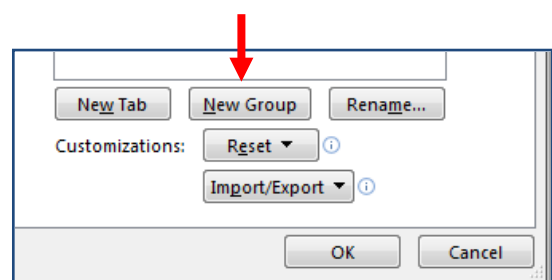 New Tab New Group Rename...
Customizations: Reset
Import/Export
OK Cancel